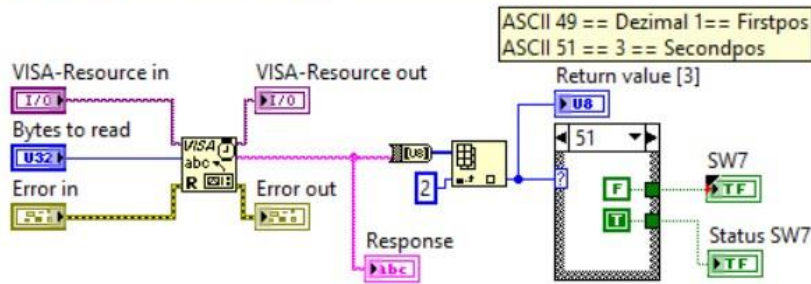 ASCII 49 == Dezimal 1== Firstpos
ASCII 51 == 3 == Secondpos
VISA-Resource in
VISA-Resource out
Return value [3]
I/O
I/O
U8
Bytes to read
VISA
abc
R
U32
[U8]
51
2
?
SW7
F
TF
Error in
Error out
T
Status SW7
TF
Response
abc